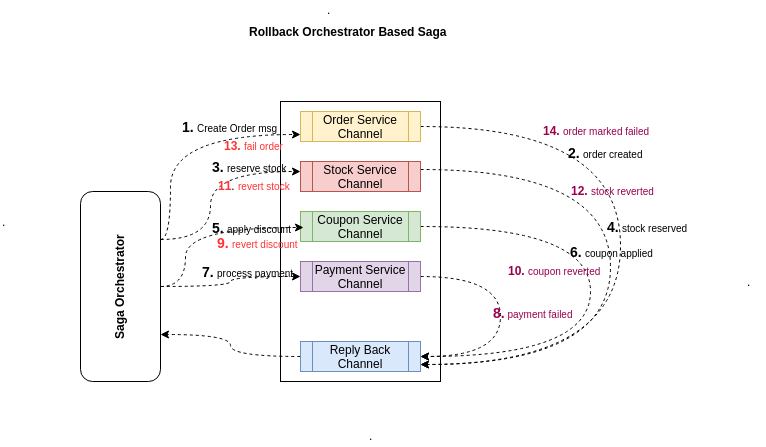 Rollback Orchestrator Based Saga
1. Create Order msg
13. fail order
3. reserve stock
11. revert stock
5. apply discount
9. revert discount
7. process payment
Saga Orchestrator
Order Service
Channel
Stock Service
Channel
Coupon Service
Channel
Payment Service
Channel
Reply Back
Channel
14. order marked failed
2. order created
12. stock reverted
4. stock reserved
6. coupon applied
10. coupon reverted
8. payment failed